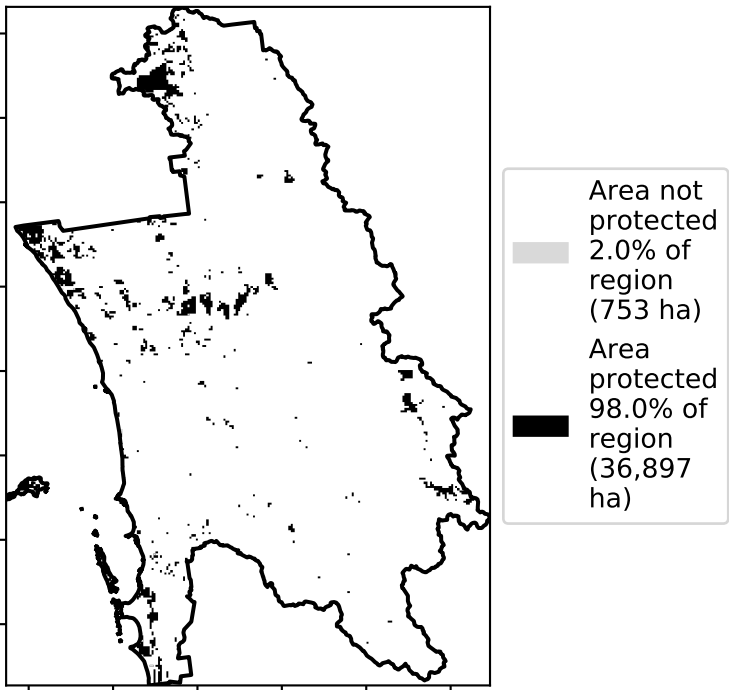 Area not
protected
2.0% of
region
(753 ha)
Area
protected
98.0% of
region
(36,897
ha)